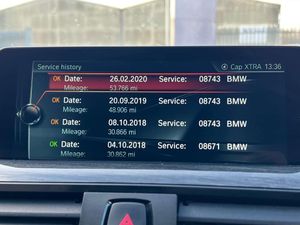 Service history Cap XTRA 13:36
OK Date: 26.02.2020 Service: 08743 BMW
Mileage: 53.766 mi
OK Date: 20.09.2019 Service: 08743 BMW
Mileage: 48.906 mi
OK Date: 08.10.2018 Service: 08743 BMW
Mileage: 30.866 mi
OK Date: 04.10.2018 Service: 08671 BMW
Mileage: 30.862 mi